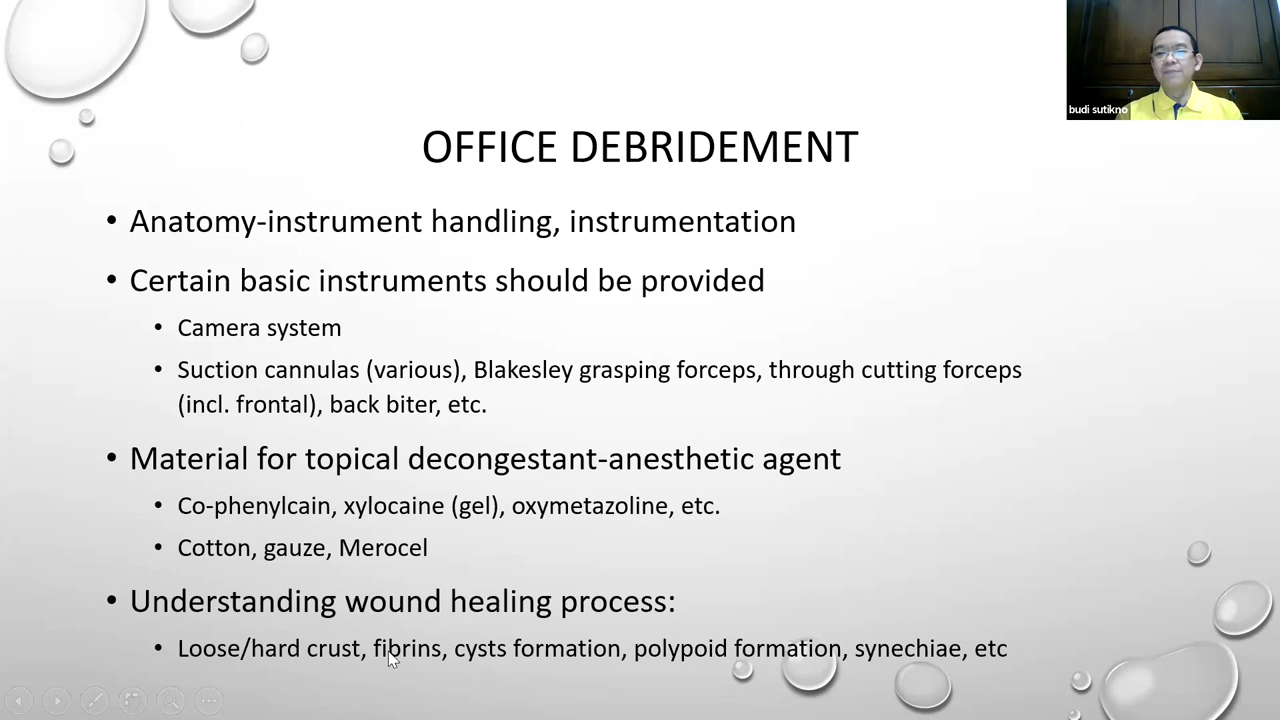 budi sutikno
OFFICE DEBRIDEMENT
• Anatomy-instrument handling, instrumentation
• Certain basic instruments should be provided
• Camera system
• Suction cannulas (various), Blakesley grasping forceps, through cutting forceps
(incl. frontal), back biter, etc.
• Material for topical decongestant-anesthetic agent
• Co-phenylcain, xylocaine (gel), oxymetazoline, etc.
• Cotton, gauze, Merocel
• Understanding wound healing process:
• Loose/hard crust, fibrins, cysts formation, polypoid formation, synechiae, etc